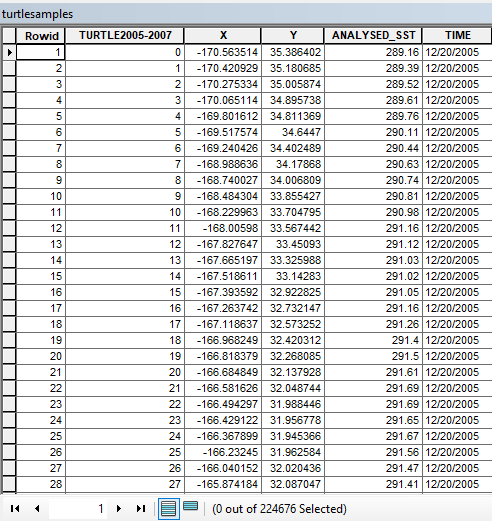 turtlesamples
Rowid TURTLE2005-2007 X Y ANALYSED_SST TIME
1 0 -170.563514 35.386402 289.16 12/20/2005
2 1 -170.420929 35.180685 289.39 12/20/2005
3 2 -170.275334 35.005874 289.52 12/20/2005
4 3 -170.065114 34.895738 289.61 12/20/2005
5 4 -169.801612 34.811369 289.76 12/20/2005
6 5 -169.517574 34.6447 290.11 12/20/2005
7 6 -169.240426 34.402489 290.44 12/20/2005
8 7 -168.988636 34.17868 290.63 12/20/2005
9 8 -168.740027 34.006809 290.74 12/20/2005
10 9 -168.484304 33.855427 290.81 12/20/2005
11 10 -168.229963 33.704795 290.98 12/20/2005
12 11 -168.00598 33.567442 291.16 12/20/2005
13 12 -167.827647 33.45093 291.12 12/20/2005
14 13 -167.665197 33.325988 291.03 12/20/2005
15 14 -167.518611 33.14283 291.02 12/20/2005
16 15 -167.393592 32.922825 291.05 12/20/2005
17 16 -167.263742 32.732147 291.16 12/20/2005
18 17 -167.118637 32.573252 291.26 12/20/2005
19 18 -166.968249 32.420312 291.4 12/20/2005
20 19 -166.818379 32.268085 291.5 12/20/2005
21 20 -166.684849 32.137928 291.61 12/20/2005
22 21 -166.581626 32.048744 291.69 12/20/2005
23 22 -166.494297 31.988446 291.69 12/20/2005
24 23 -166.429122 31.956778 291.65 12/20/2005
25 24 -166.367899 31.945366 291.67 12/20/2005
26 25 -166.23245 31.962584 291.56 12/20/2005
27 26 -166.040152 32.020436 291.47 12/20/2005
28 27 -165.874184 32.087047 291.41 12/20/2005
1 (0 out of 224676 Selected)